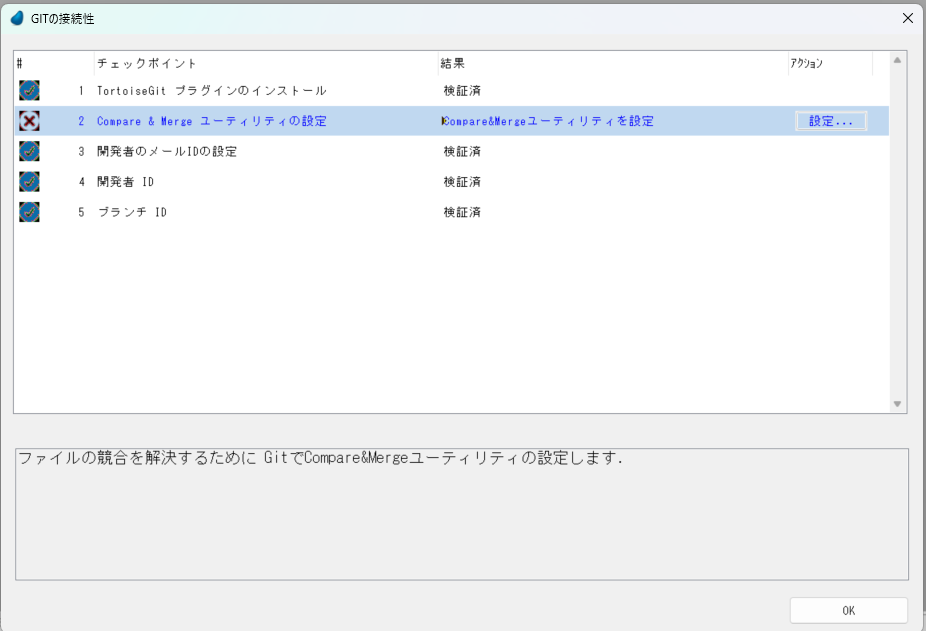 GITの接続性
# チェックポイント 結果 ｱｸｼｮﾝ
1 TortoiseGit プラグインのインストール 検証済
2 Compare & Merge ユーティリティの設定 Compare&Mergeユーティリティを設定 設定...
3 開発者のメールIDの設定 検証済
4 開発者 ID 検証済
5 ブランチ ID 検証済
ファイルの競合を解決するために GitでCompare&Mergeユーティリティの設定します.
OK